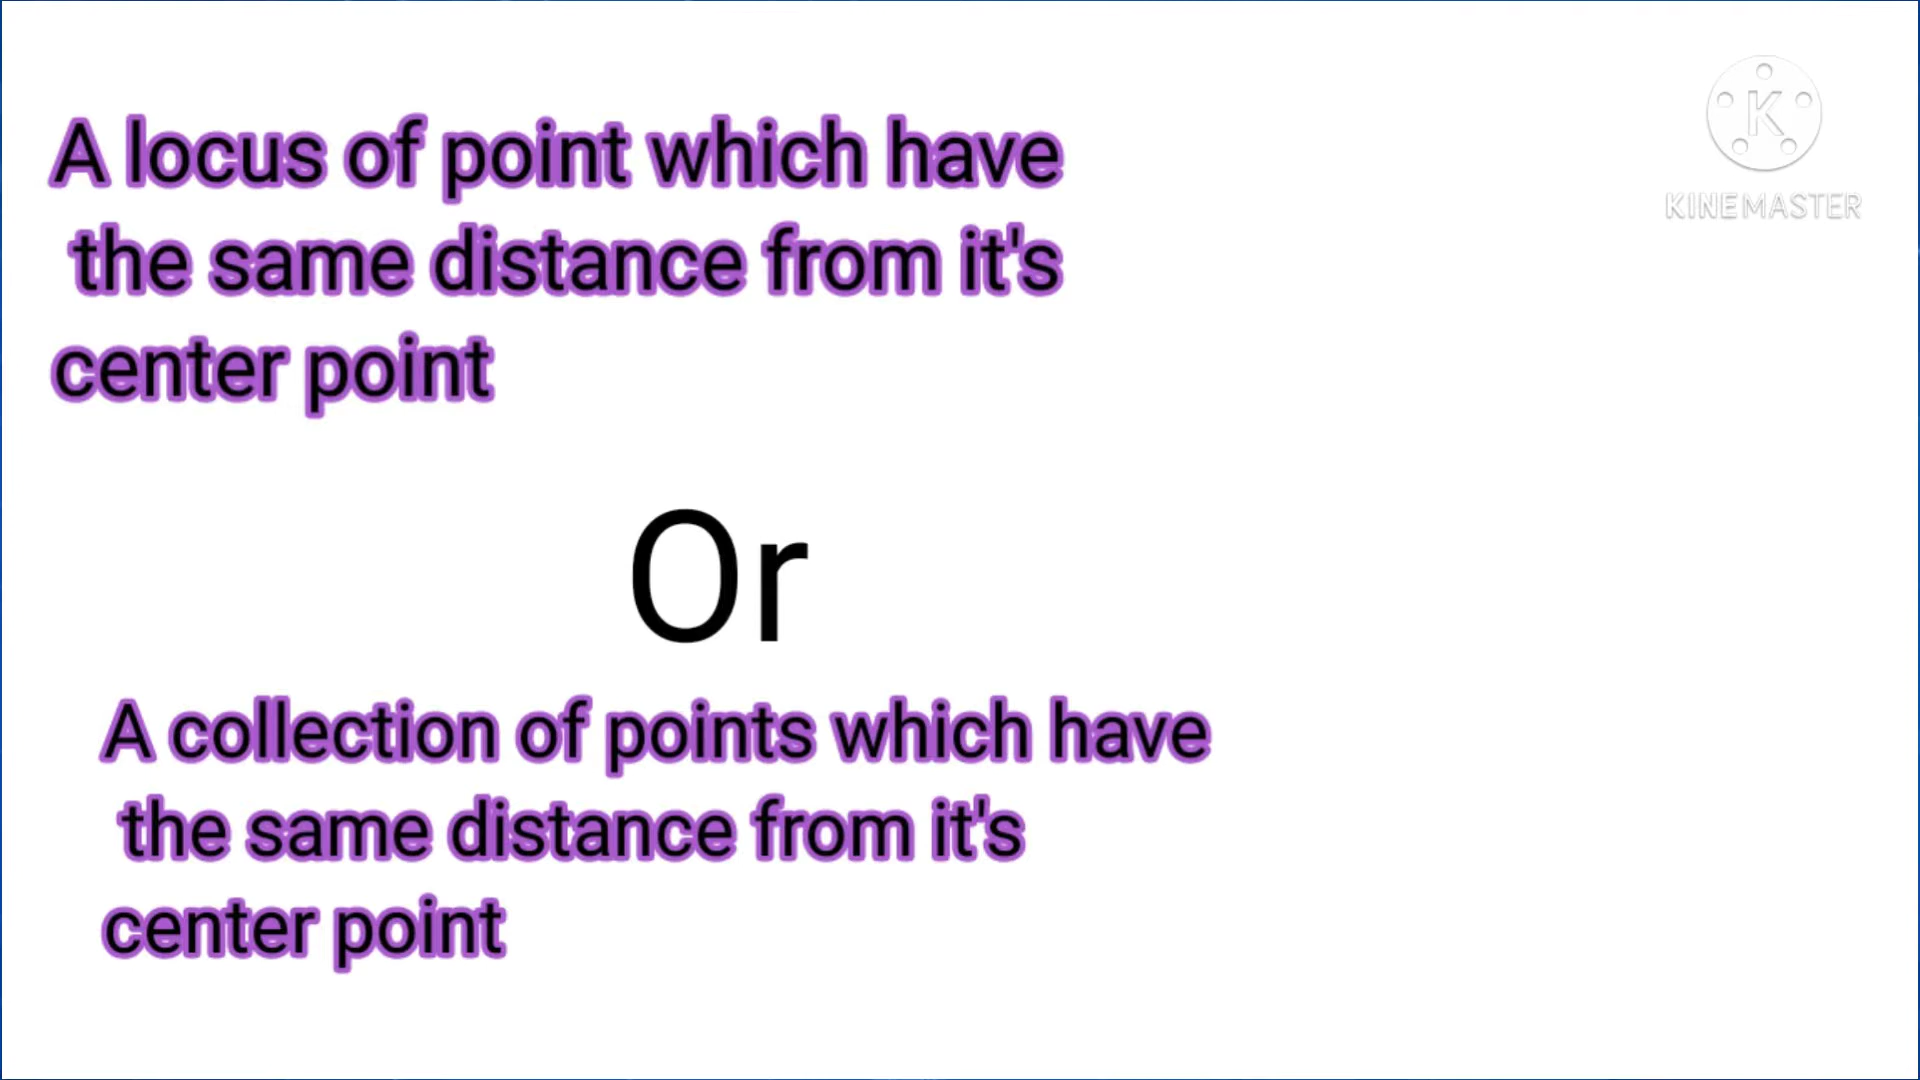 A locus of point which have
the same distance from it's
center point
Or
A collection of points which have
the same distance from it's
center point
K
KINEMASTER